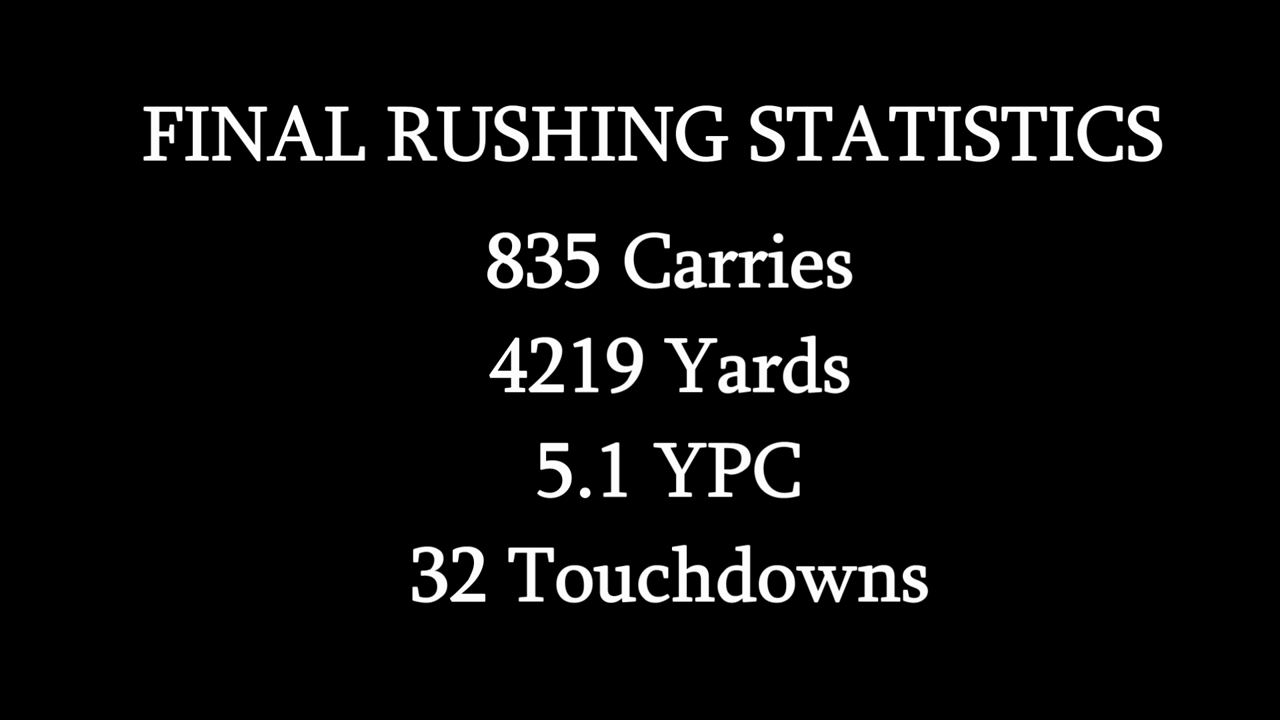 FINAL RUSHING STATISTICS
835 Carries
4219 Yards
5.1 YPC
32 Touchdowns